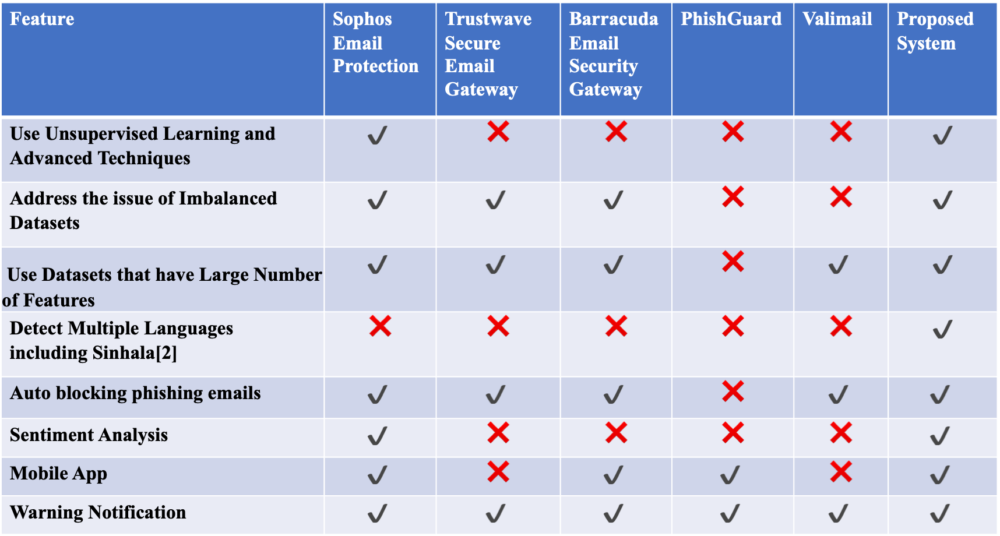 Feature
Sophos
Email
Protection
Trustwave
Secure
Email
Gateway
Barracuda
Email
Security
Gateway
PhishGuard
Valimail
Proposed
System
Use Unsupervised Learning and
Advanced Techniques
✓ ❌ ❌ ❌ ❌ ✓
Address the issue of Imbalanced
Datasets
✓ ✓ ✓ ❌ ❌ ✓
Use Datasets that have Large Number
of Features
✓ ✓ ✓ ❌ ✓ ✓
Detect Multiple Languages
including Sinhala[2]
❌ ❌ ❌ ❌ ❌ ✓
Auto blocking phishing emails
✓ ✓ ✓ ❌ ✓ ✓
Sentiment Analysis
✓ ❌ ❌ ❌ ❌ ✓
Mobile App
✓ ❌ ✓ ✓ ❌ ✓
Warning Notification
✓ ✓ ✓ ✓ ✓ ✓